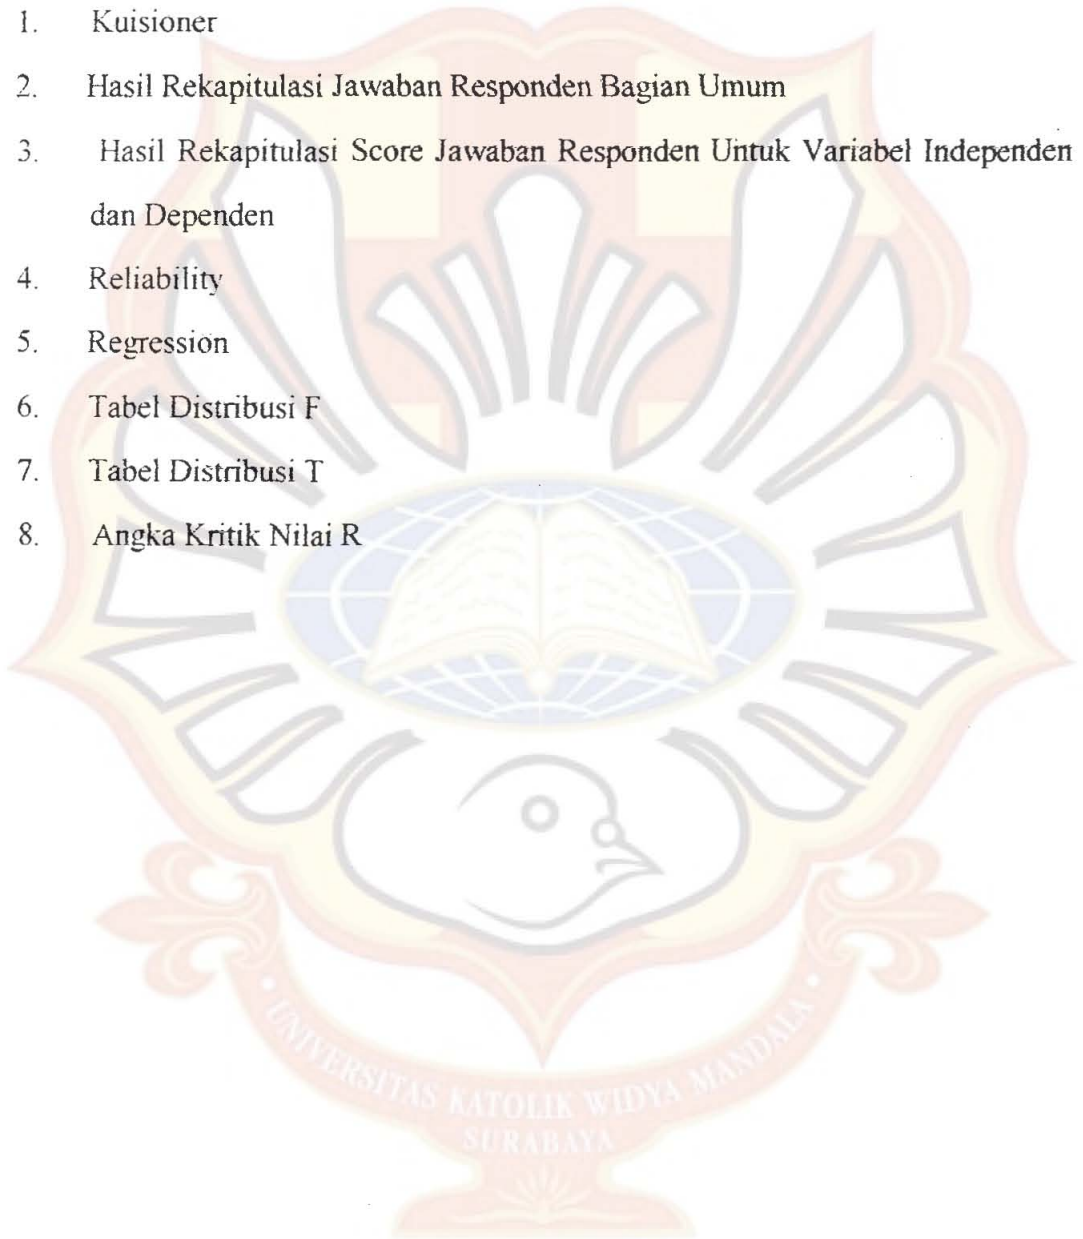 1. Kuisioner
2. Hasil Rekapitulasi Jawaban Responden Bagian Umum
3. Hasil Rekapitulasi Score Jawaban Responden Untuk Variabel Independen
dan Dependen
4. Reliability
5. Regression
6. Tabel Distribusi F
7. Tabel Distribusi T
8. Angka Kritik Nilai R
UNIVERSITAS KATOLIK WIDYA MANDALA
SURABAYA